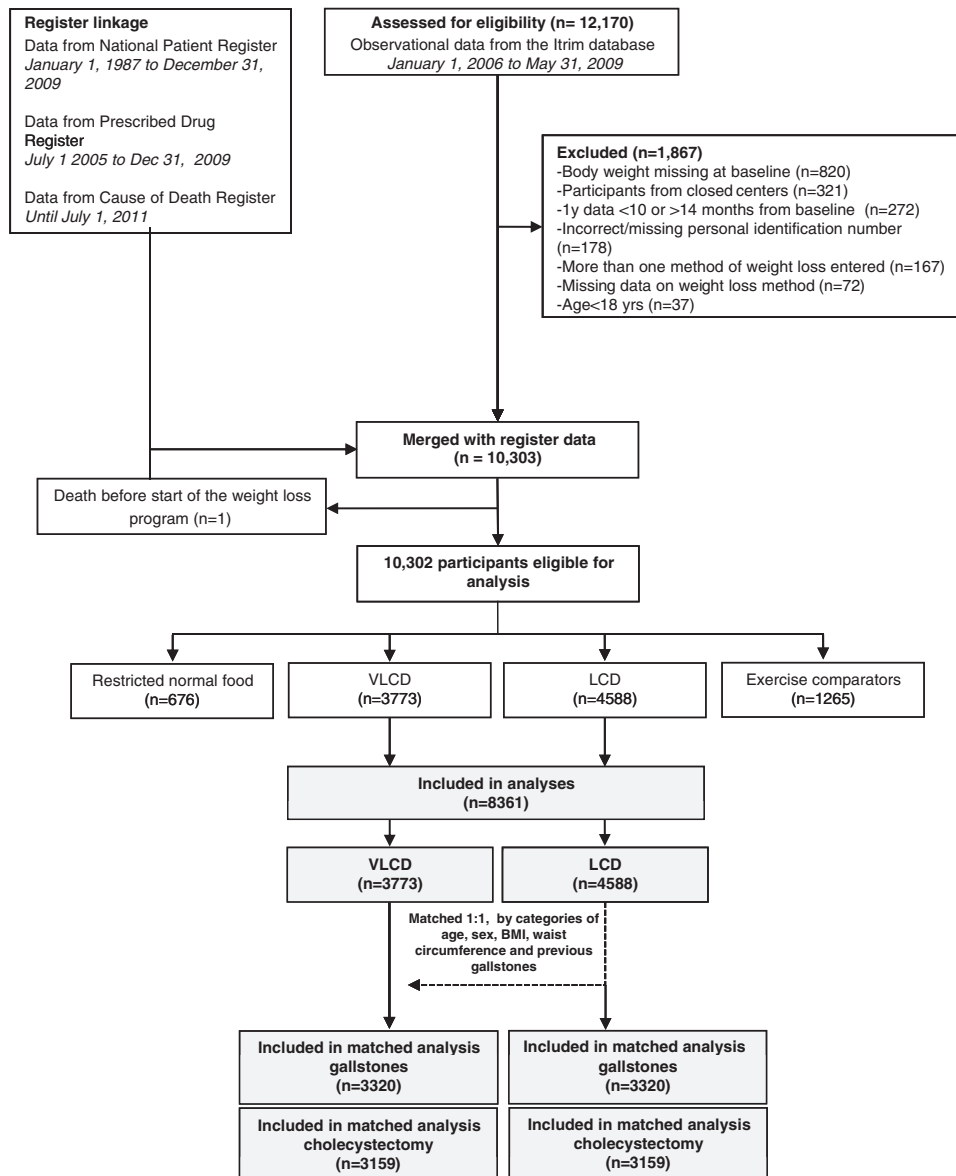 Register linkage
Data from National Patient Register
January 1, 1987 to December 31,
2009
Data from Prescribed Drug
Register
July 1 2005 to Dec 31, 2009
Data from Cause of Death Register
Until July 1, 2011
Assessed for eligibility (n= 12,170)
Observational data from the Itrim database
January 1, 2006 to May 31, 2009
Excluded (n=1,867)
-Body weight missing at baseline (n=820)
-Participants from closed centers (n=321)
-1y data <10 or >14 months from baseline (n=272)
-Incorrect/missing personal identification number
(n=178)
-More than one method of weight loss entered (n=167)
-Missing data on weight loss method (n=72)
-Age<18 yrs (n=37)
Merged with register data
(n = 10,303)
Death before start of the weight loss
program (n=1)
10,302 participants eligible for
analysis
Restricted normal food
(n=676)
VLCD
(n=3773)
LCD
(n=4588)
Exercise comparators
(n=1265)
Included in analyses
(n=8361)
VLCD
(n=3773)
LCD
(n=4588)
Matched 1:1, by categories of
age, sex, BMI, waist
circumference and previous
gallstones
Included in matched analysis
gallstones
(n=3320)
Included in matched analysis
gallstones
(n=3320)
Included in matched analysis
cholecystectomy
(n=3159)
Included in matched analysis
cholecystectomy
(n=3159)